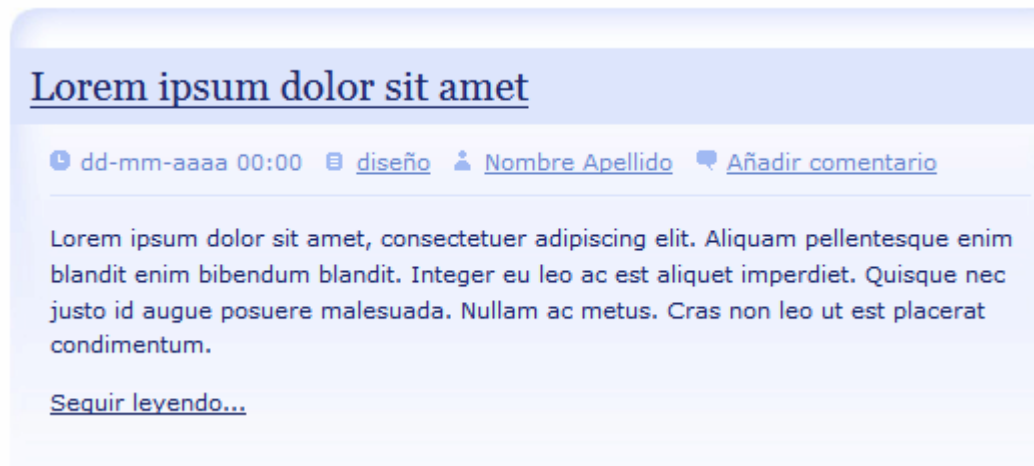 Lorem ipsum dolor sit amet
dd-mm-aaaa 00:00 diseño Nombre Apellido Añadir comentario
Lorem ipsum dolor sit amet, consectetuer adipiscing elit. Aliquam pellentesque enim
blandit enim bibendum blandit. Integer eu leo ac est aliquet imperdiet. Quisque nec
justo id augue posuere malesuada. Nullam ac metus. Cras non leo ut est placerat
condimentum.
Seguir leyendo...